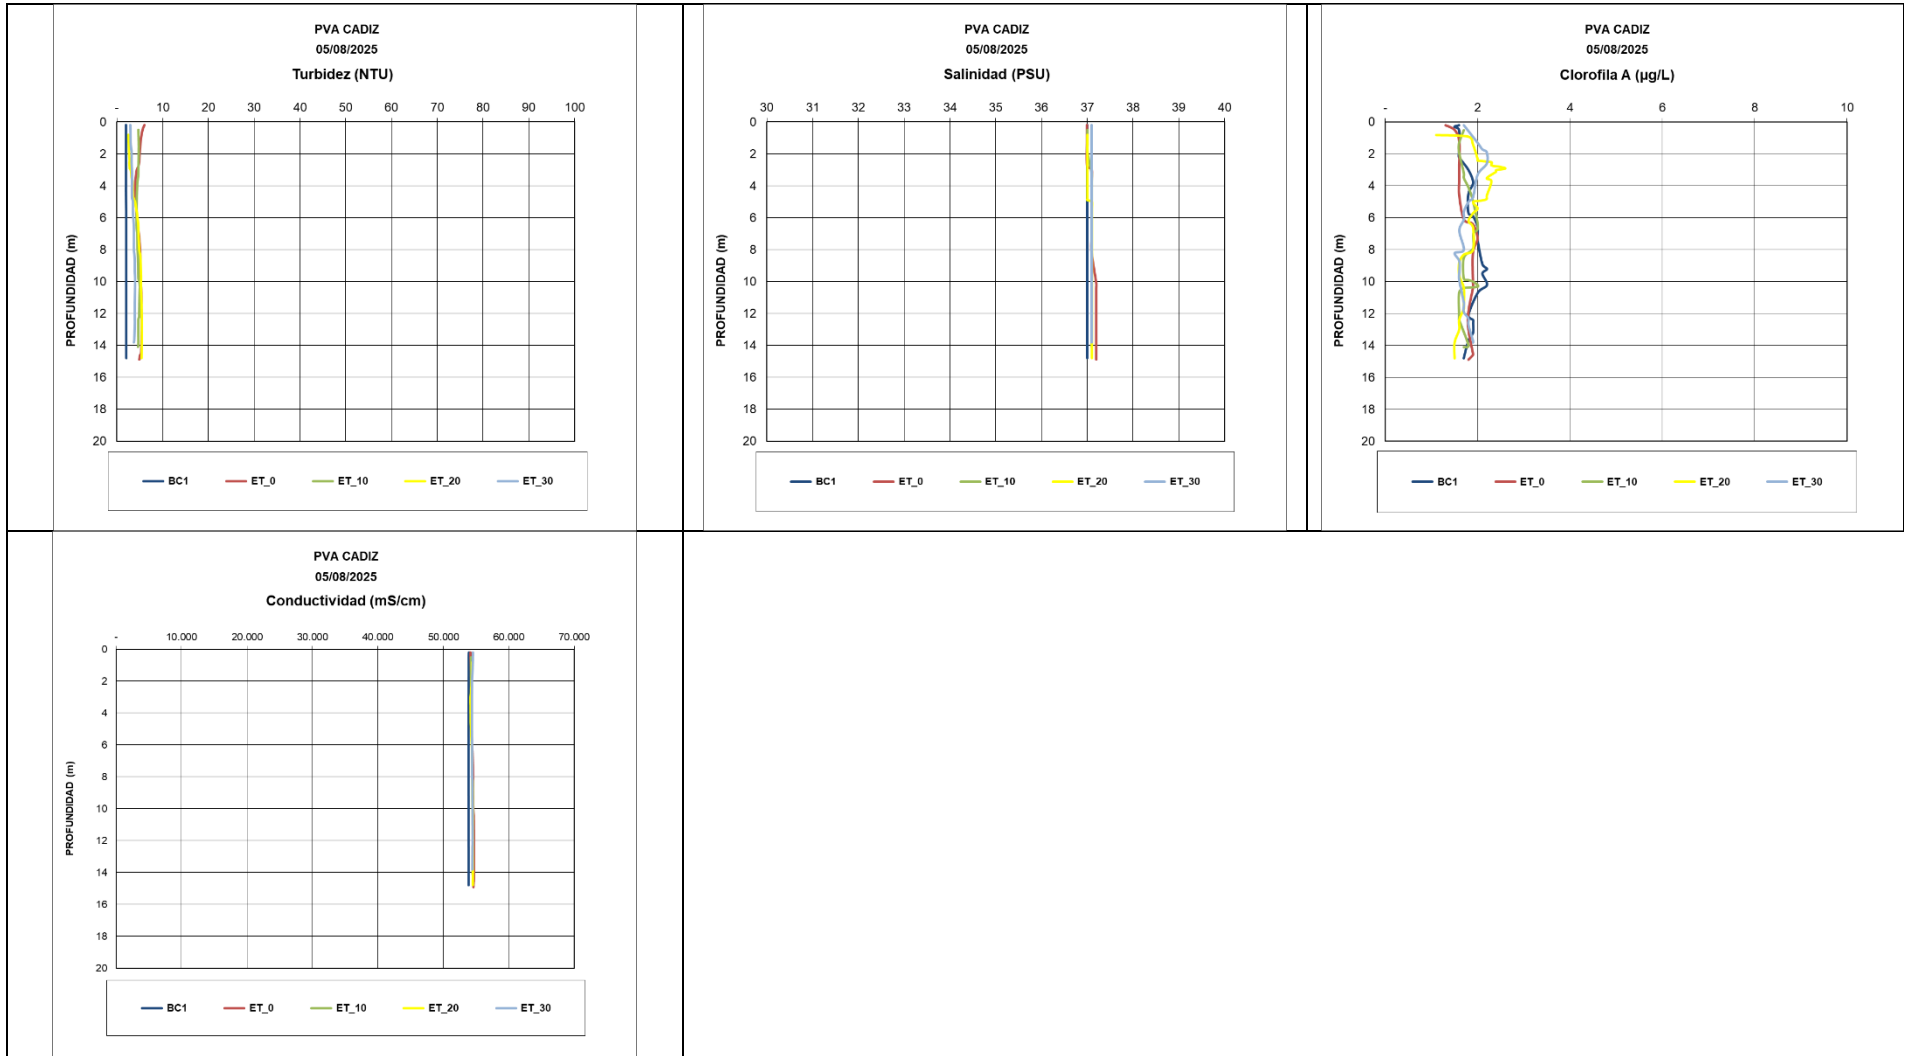 PVA CADIZ
05/08/2025
Turbidez (NTU)
- 10 20 30 40 50 60 70 80 90 100
0
2
4
6
8
10
12
14
16
18
20
PROFUNDIDAD (m)
BC1 ET_0 ET_10 ET_20 ET_30
PVA CADIZ
05/08/2025
Salinidad (PSU)
30 31 32 33 34 35 36 37 38 39 40
0
2
4
6
8
10
12
14
16
18
20
PROFUNDIDAD (m)
BC1 ET_0 ET_10 ET_20 ET_30
PVA CADIZ
05/08/2025
Clorofila A (µg/L)
- 2 4 6 8 10
0
2
4
6
8
10
12
14
16
18
20
PROFUNDIDAD (m)
BC1 ET_0 ET_10 ET_20 ET_30
PVA CADIZ
05/08/2025
Conductividad (mS/cm)
- 10.000 20.000 30.000 40.000 50.000 60.000 70.000
0
2
4
6
8
10
12
14
16
18
20
PROFUNDIDAD (m)
BC1 ET_0 ET_10 ET_20 ET_30